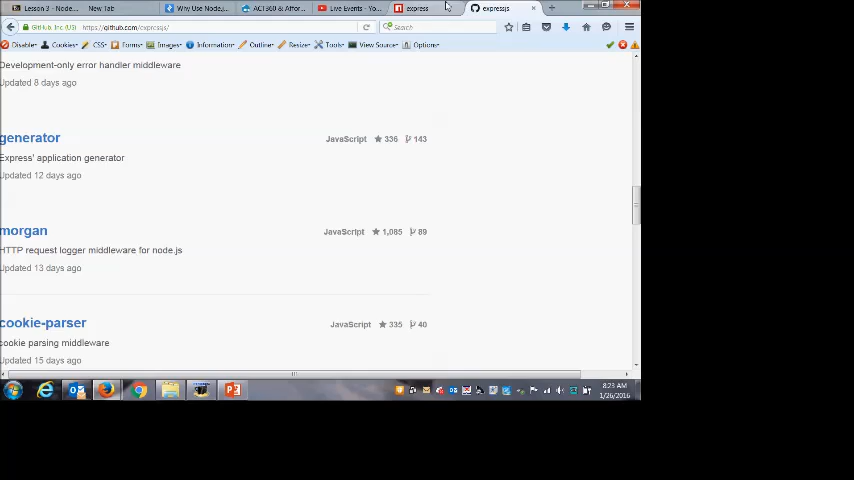 Lesson 3 - Node... New Tab Why Use Node.j... ACT360 & Affor... Live Events - Yo... express expressjs
GitHub, Inc. (US) https://github.com/expressjs/ Search
Disable Cookies CSS Forms Images Information Outline Resize Tools View Source Options
Development-only error handler middleware
Updated 8 days ago
generator JavaScript 336 143
Express' application generator
Updated 12 days ago
morgan JavaScript 1,085 89
HTTP request logger middleware for node.js
Updated 13 days ago
cookie-parser JavaScript 335 40
cookie parsing middleware
Updated 15 days ago
8:23 AM
1/26/2016